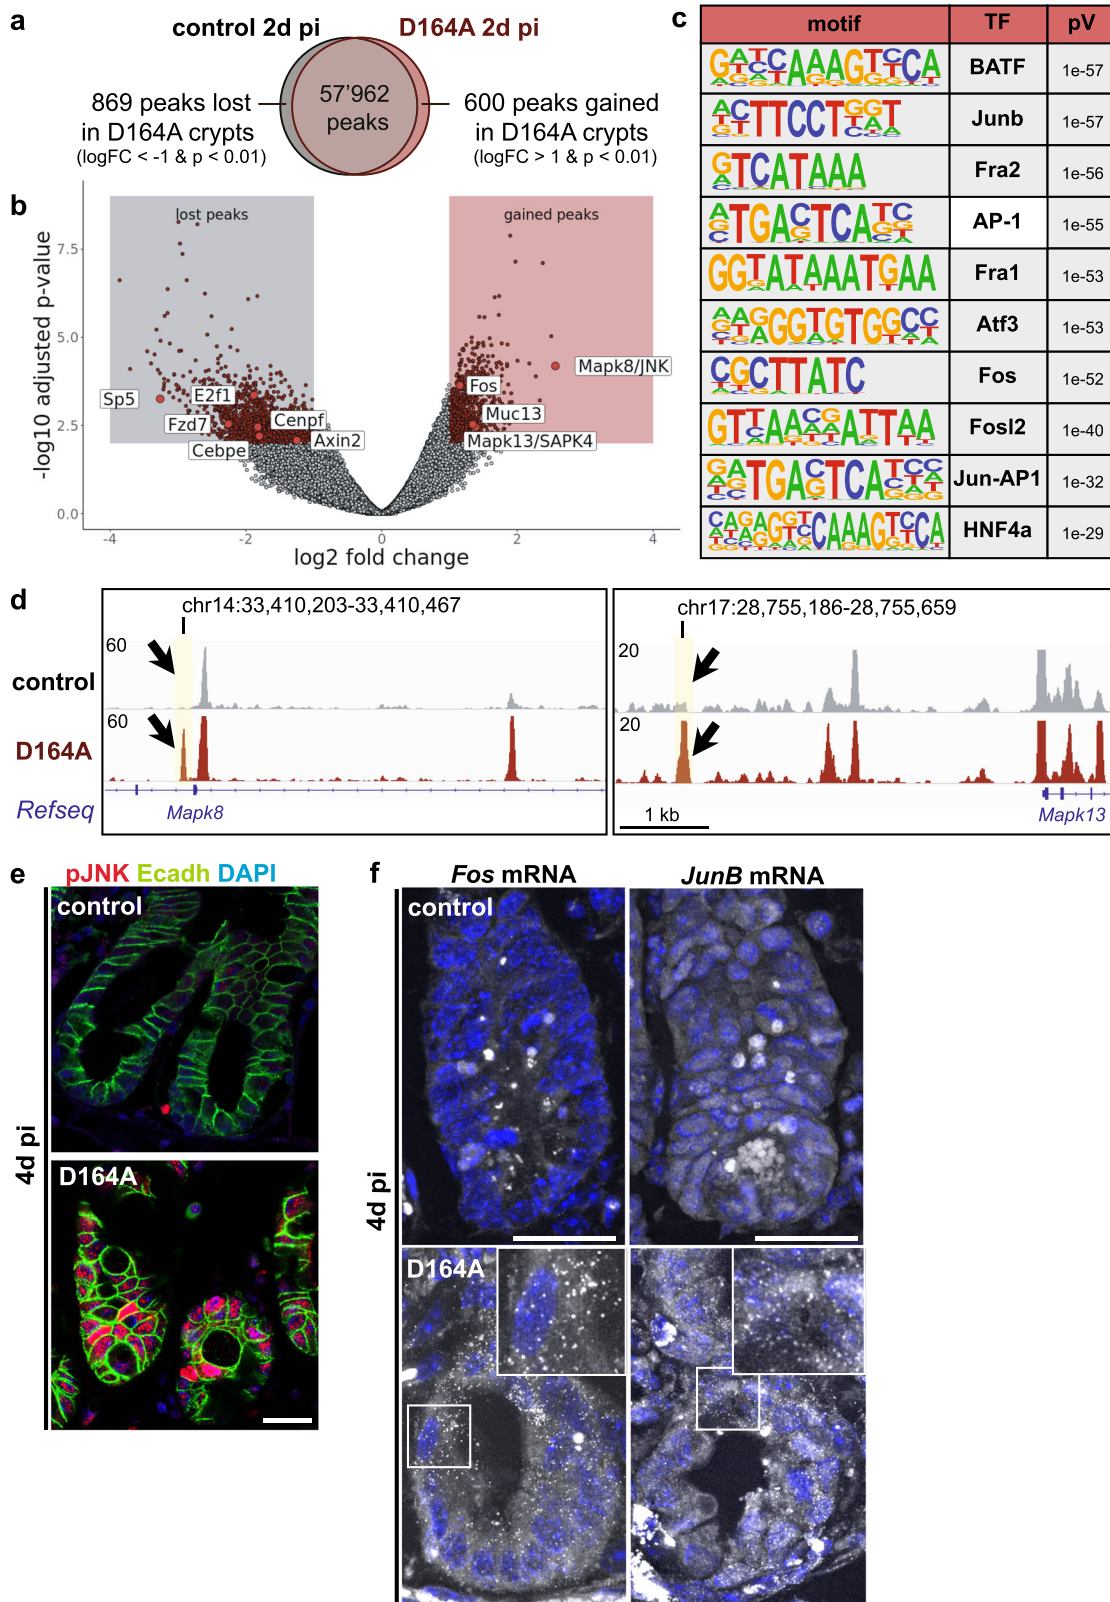 a
control 2d pi
D164A 2d pi
869 peaks lost
in D164A crypts
(logFC < -1 & p < 0.01)
57'962
peaks
600 peaks gained
in D164A crypts
(logFC > 1 & p < 0.01)
b
lost peaks
gained peaks
-log10 adjusted p-value
7.5
5.0
2.5
0.0
Mapk8/JNK
Fos
Muc13
Mapk13/SAPK4
Sp5
E2f1
Fzd7
Cenpf
Cebpe
Axin2
-4
-2
0
2
4
log2 fold change
c
motif TF pV
BATF 1e-57
Junb 1e-57
Fra2 1e-56
AP-1 1e-55
Fra1 1e-53
Atf3 1e-53
Fos 1e-52
Fosl2 1e-40
Jun-AP1 1e-32
HNF4a 1e-29
d
chr14:33,410,203-33,410,467
chr17:28,755,186-28,755,659
control
60
20
D164A
60
20
Refseq
Mapk8
1 kb
Mapk13
e
pJNK Ecadh DAPI
control
D164A
4d pi
f
Fos mRNA
JunB mRNA
control
D164A
4d pi